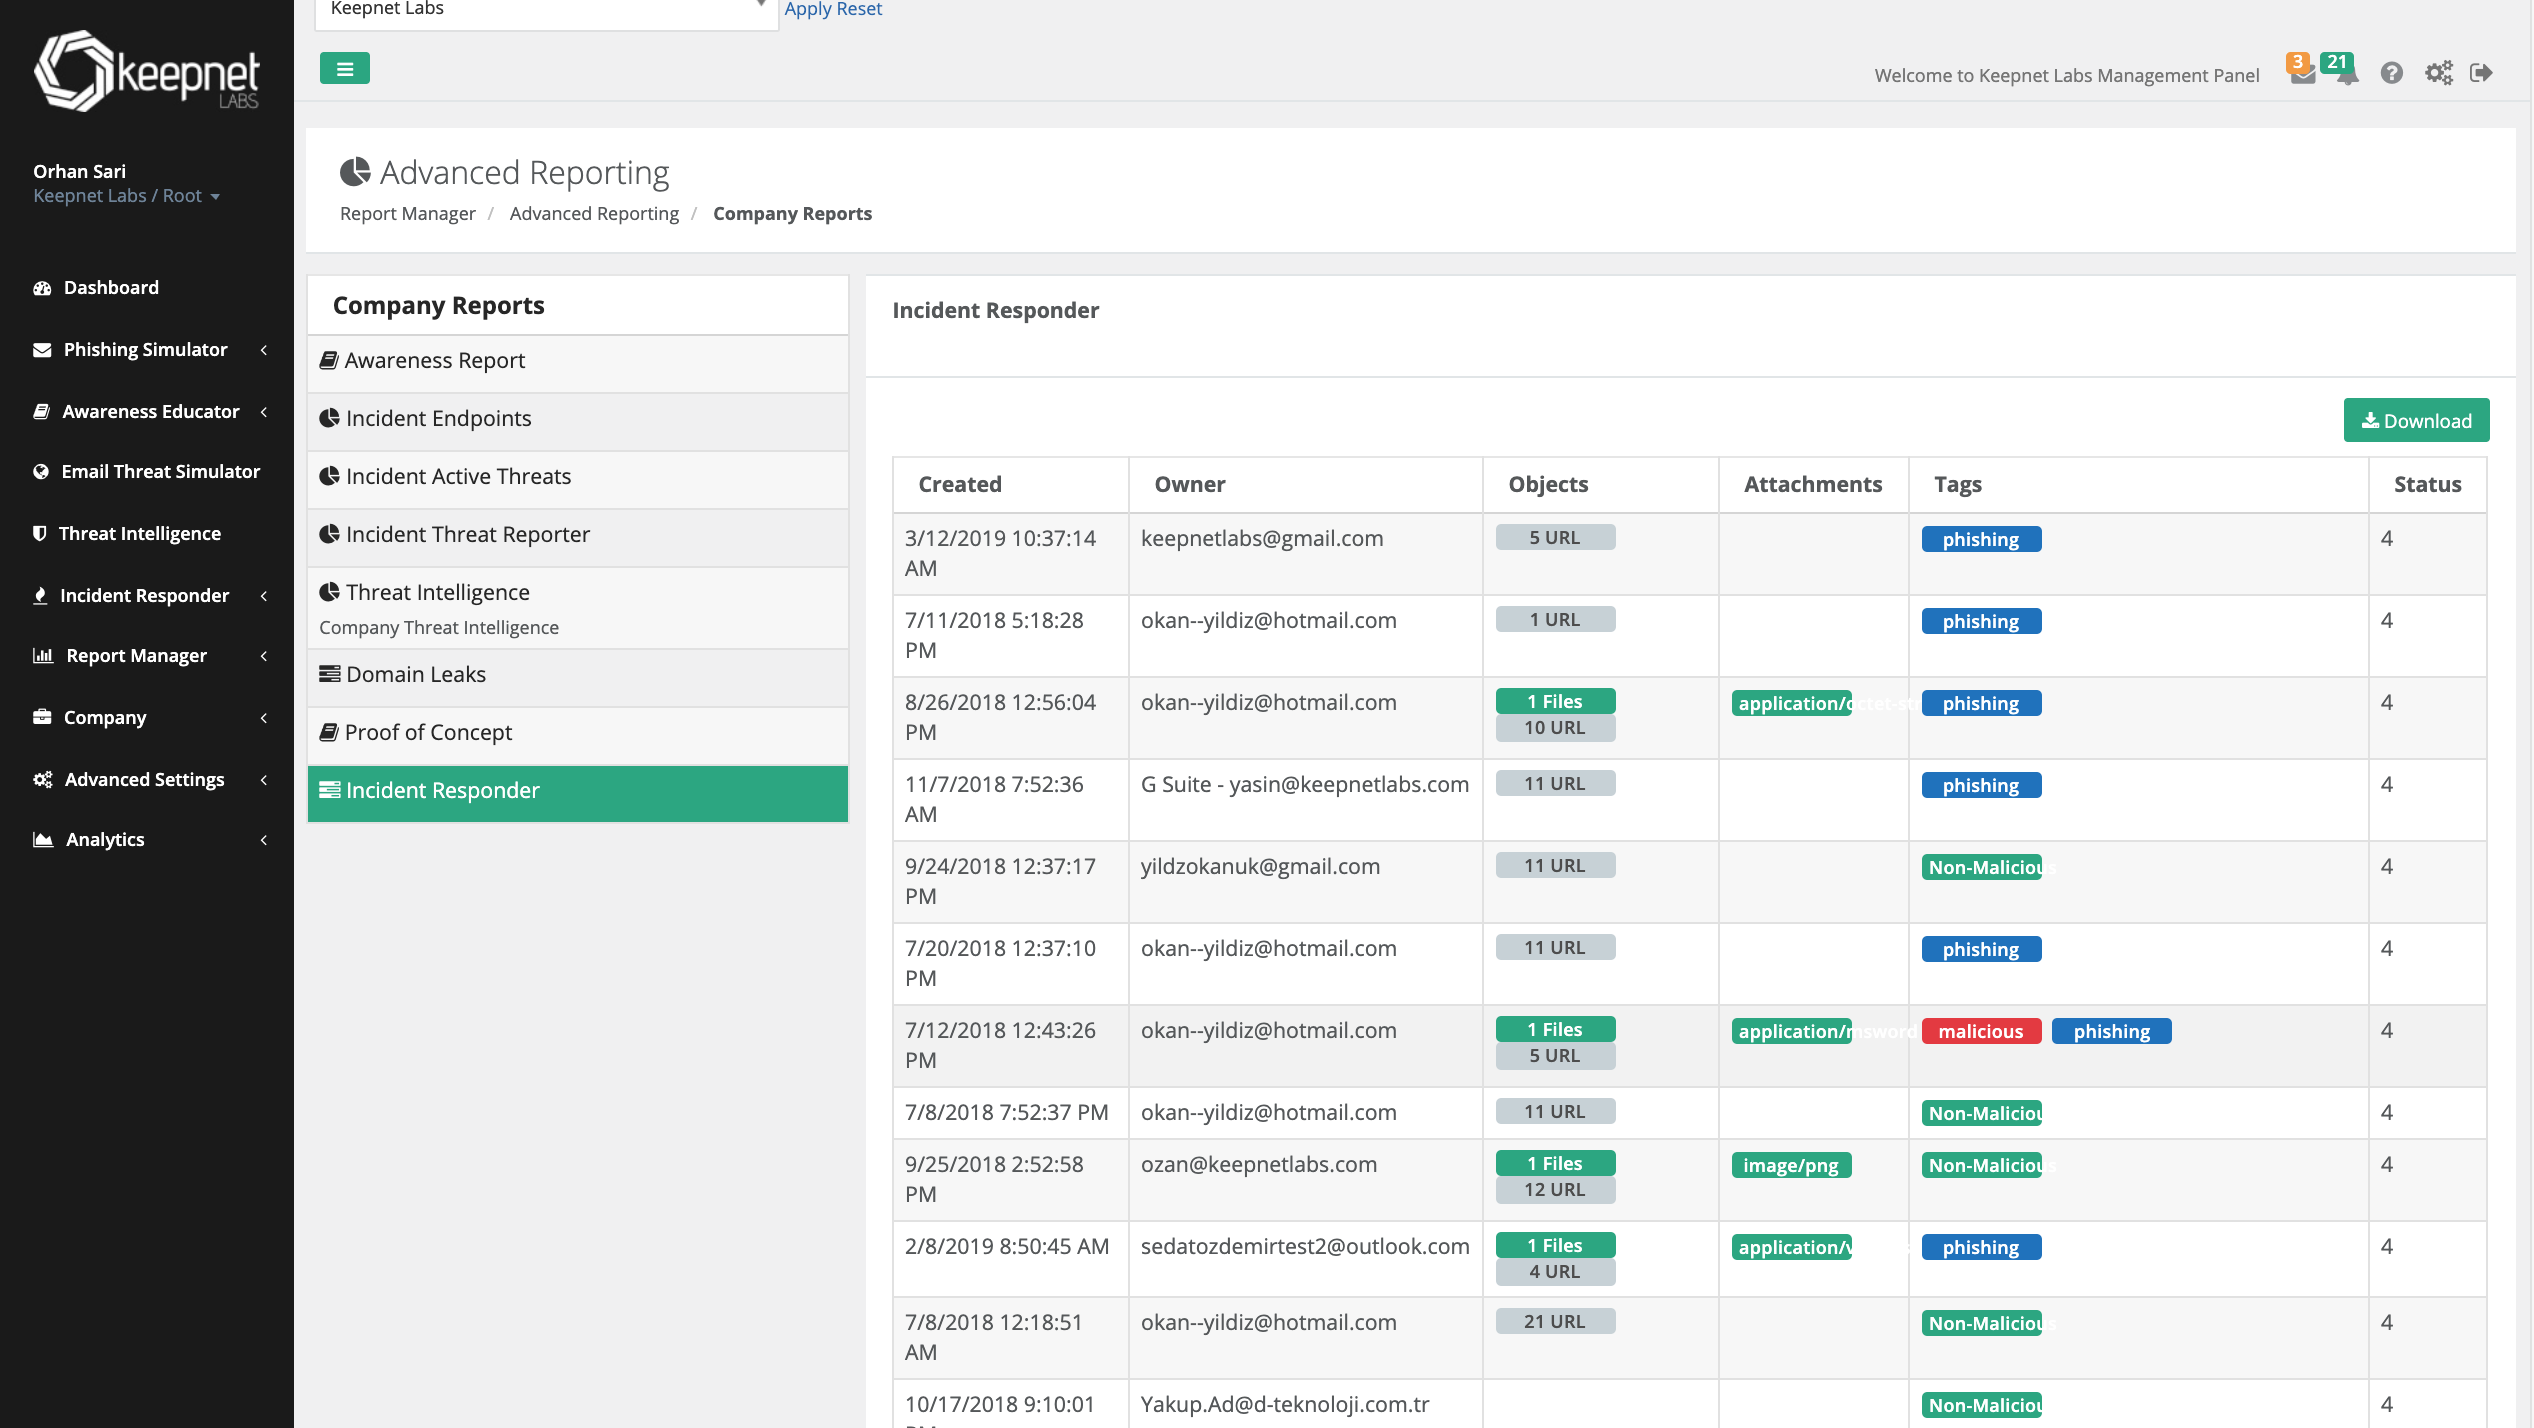 Keepnet Labs
Apply Reset
keepnet
LABS
Welcome to Keepnet Labs Management Panel
3
21
Orhan Sari
Keepnet Labs / Root
Dashboard
Phishing Simulator
Awareness Educator
Email Threat Simulator
Threat Intelligence
Incident Responder
Report Manager
Company
Advanced Settings
Analytics
Advanced Reporting
Report Manager / Advanced Reporting / Company Reports
Company Reports
Awareness Report
Incident Endpoints
Incident Active Threats
Incident Threat Reporter
Threat Intelligence
Company Threat Intelligence
Domain Leaks
Proof of Concept
Incident Responder
Incident Responder
Download
Created Owner Objects Attachments Tags Status
3/12/2019 10:37:14 keepnetlabs@gmail.com 5 URL phishing 4
AM
7/11/2018 5:18:28 okan--yildiz@hotmail.com 1 URL phishing 4
PM
8/26/2018 12:56:04 okan--yildiz@hotmail.com 1 Files application/octet-str phishing 4
PM 10 URL
11/7/2018 7:52:36 G Suite - yasin@keepnetlabs.com 11 URL phishing 4
AM
9/24/2018 12:37:17 yildzokanuk@gmail.com 11 URL Non-Malicious 4
PM
7/20/2018 12:37:10 okan--yildiz@hotmail.com 11 URL phishing 4
PM
7/12/2018 12:43:26 okan--yildiz@hotmail.com 1 Files application/msword malicious phishing 4
PM 5 URL
7/8/2018 7:52:37 PM okan--yildiz@hotmail.com 11 URL Non-Maliciou 4
9/25/2018 2:52:58 ozan@keepnetlabs.com 1 Files image/png Non-Malicious 4
PM 12 URL
2/8/2019 8:50:45 AM sedatozdemirtest2@outlook.com 1 Files application/v phishing 4
4 URL
7/8/2018 12:18:51 okan--yildiz@hotmail.com 21 URL Non-Malicious 4
AM
10/17/2018 9:10:01 Yakup.Ad@d-teknoloji.com.tr Non-Maliciou 4